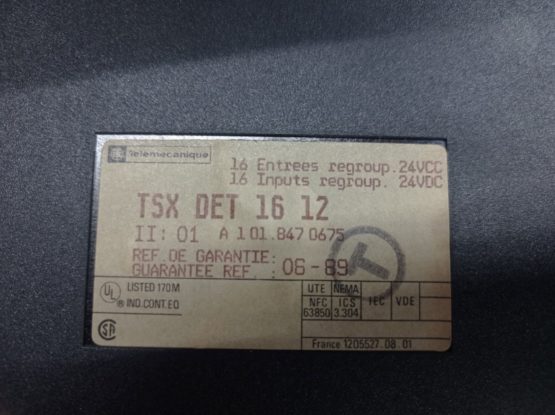 Telemecanique
16 Entrees regroup. 24VCC
16 Inputs regroup. 24VDC
TSX DET 16 12
II: 01 A 1 01.847 0675
REF. DE GARANTIE:
GUARANTEE REF. : 06-89
T
UL LISTED 170M
® IND.CONT.EQ
SA
UTE NEMA
NFC ICS IEC VDE
63850 3.304
France 1205527.08.01